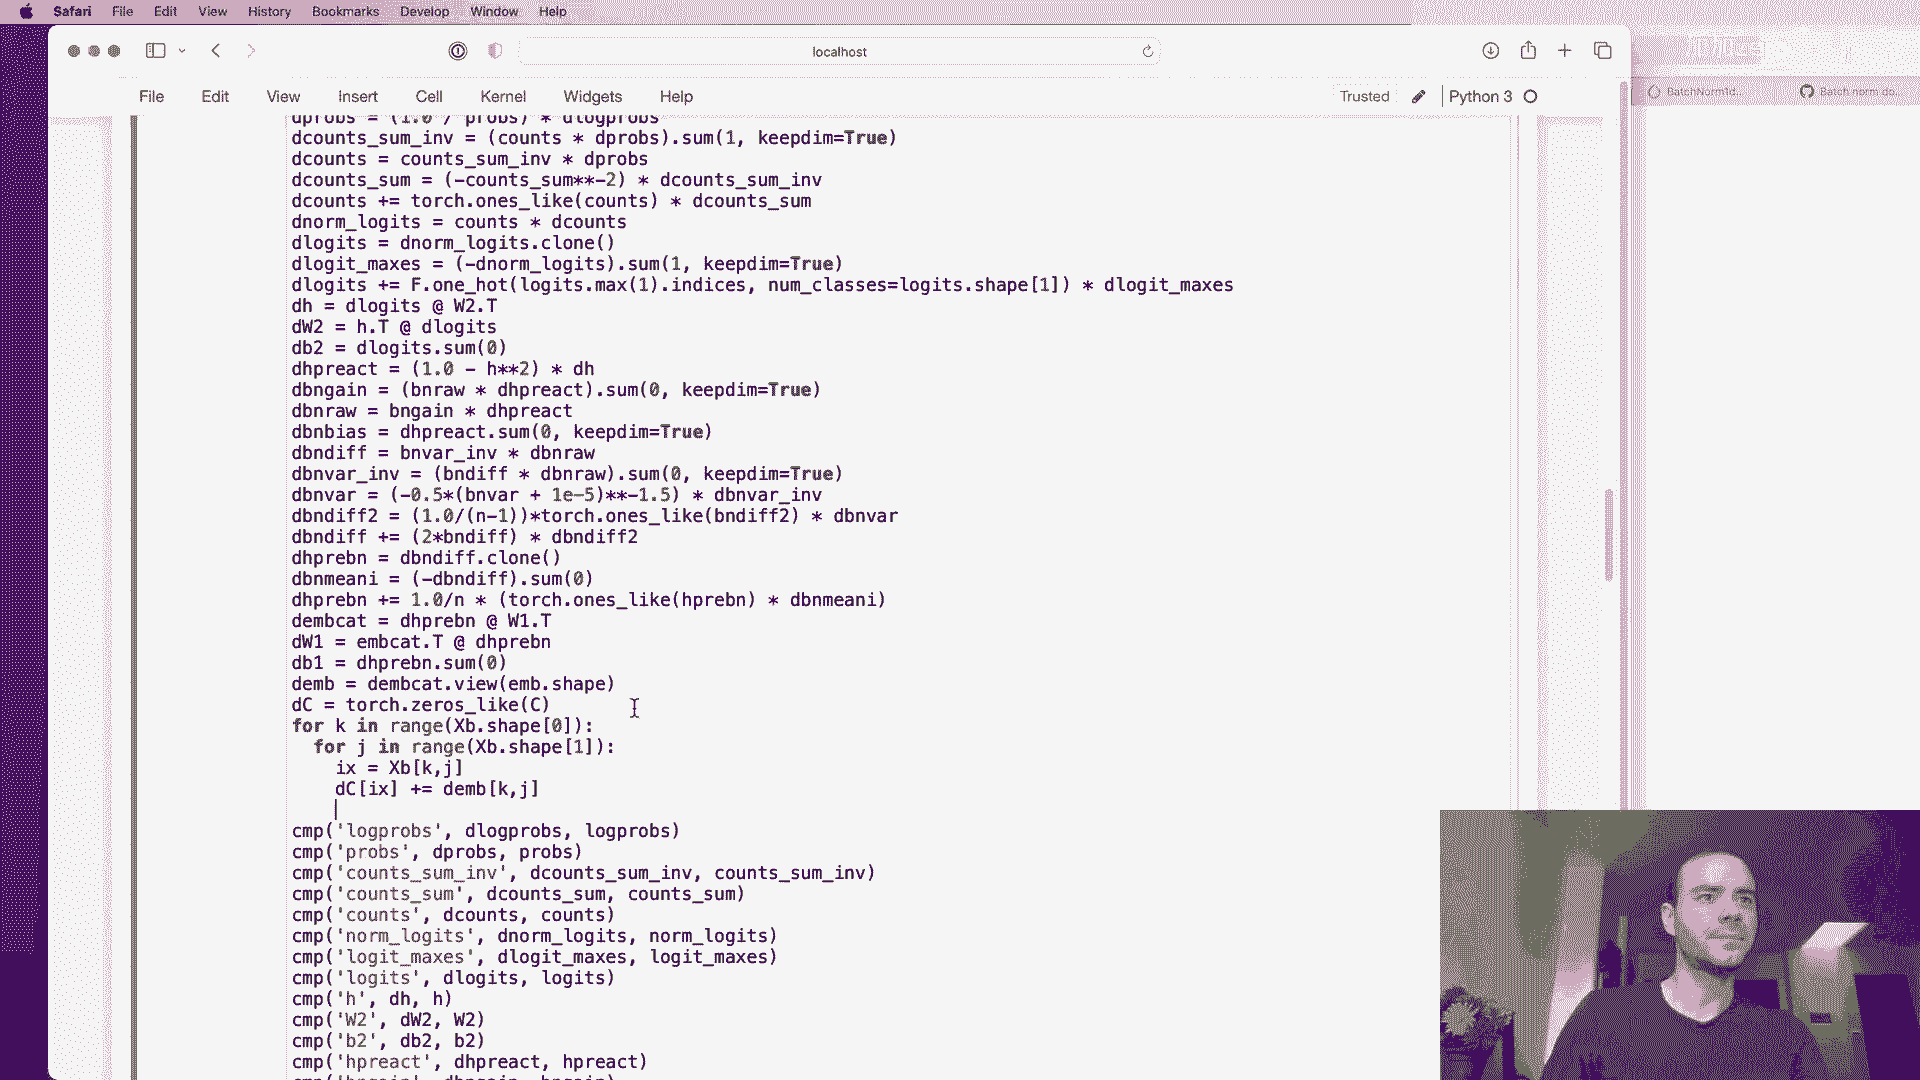 Safari File Edit View History Bookmarks Develop Window Help
localhost
File Edit View Insert Cell Kernel Widgets Help
Trusted Python 3
BatchNorm1d... Batch norm do...
dprobs = (1.0 / probs) * dlogprobs
dcounts_sum_inv = (counts * dprobs).sum(1, keepdim=True)
dcounts = counts_sum_inv * dprobs
dcounts_sum = (-counts_sum**-2) * dcounts_sum_inv
dcounts += torch.ones_like(counts) * dcounts_sum
dnorm_logits = counts * dcounts
dlogits = dnorm_logits.clone()
dlogit_maxes = (-dnorm_logits).sum(1, keepdim=True)
dlogits += F.one_hot(logits.max(1).indices, num_classes=logits.shape[1]) * dlogit_maxes
dh = dlogits @ W2.T
dW2 = h.T @ dlogits
db2 = dlogits.sum(0)
dhpreact = (1.0 - h**2) * dh
dbngain = (bnraw * dhpreact).sum(0, keepdim=True)
dbnraw = bngain * dhpreact
dbnbias = dhpreact.sum(0, keepdim=True)
dbndiff = bnvar_inv * dbnraw
dbnvar_inv = (bndiff * dbnraw).sum(0, keepdim=True)
dbnvar = (-0.5*(bnvar + 1e-5)**-1.5) * dbnvar_inv
dbndiff2 = (1.0/(n-1))*torch.ones_like(bndiff2) * dbnvar
dbndiff += (2*bndiff) * dbndiff2
dhprebn = dbndiff.clone()
dbnmeani = (-dbndiff).sum(0)
dhprebn += 1.0/n * (torch.ones_like(hprebn) * dbnmeani)
dembcat = dhprebn @ W1.T
dW1 = embcat.T @ dhprebn
db1 = dhprebn.sum(0)
demb = dembcat.view(emb.shape)
dC = torch.zeros_like(C)
for k in range(Xb.shape[0]):
  for j in range(Xb.shape[1]):
    ix = Xb[k,j]
    dC[ix] += demb[k,j]
cmp('logprobs', dlogprobs, logprobs)
cmp('probs', dprobs, probs)
cmp('counts_sum_inv', dcounts_sum_inv, counts_sum_inv)
cmp('counts_sum', dcounts_sum, counts_sum)
cmp('counts', dcounts, counts)
cmp('norm_logits', dnorm_logits, norm_logits)
cmp('logit_maxes', dlogit_maxes, logit_maxes)
cmp('logits', dlogits, logits)
cmp('h', dh, h)
cmp('W2', dW2, W2)
cmp('b2', db2, b2)
cmp('hpreact', dhpreact, hpreact)